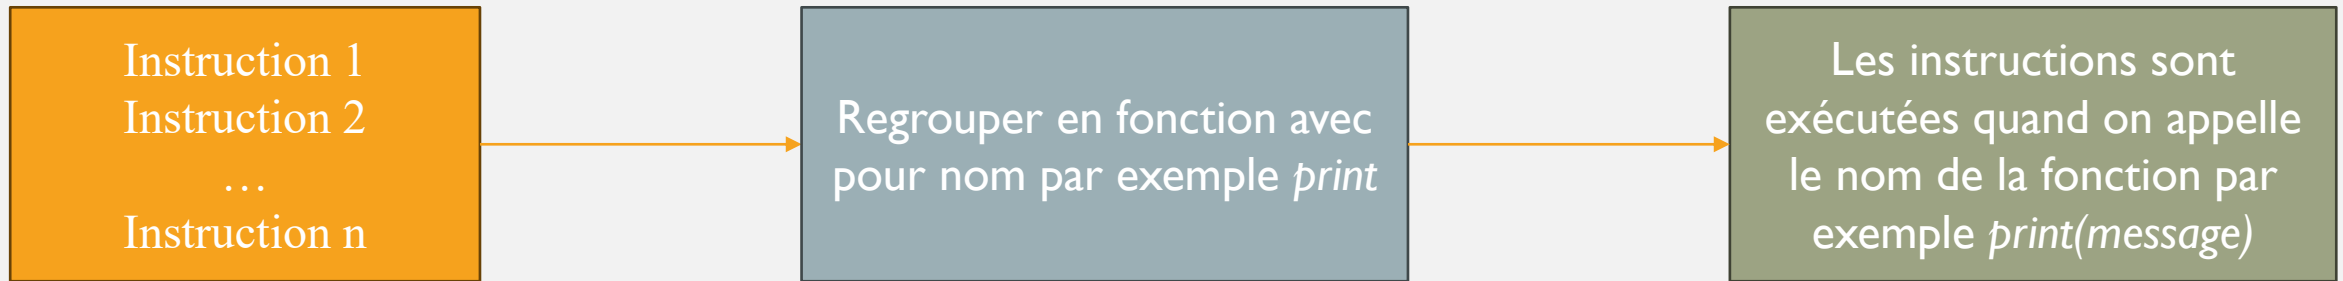 Instruction 1
Instruction 2
…
Instruction n
Regrouper en fonction avec
pour nom par exemple print
Les instructions sont
exécutées quand on appelle
le nom de la fonction par
exemple print(message)